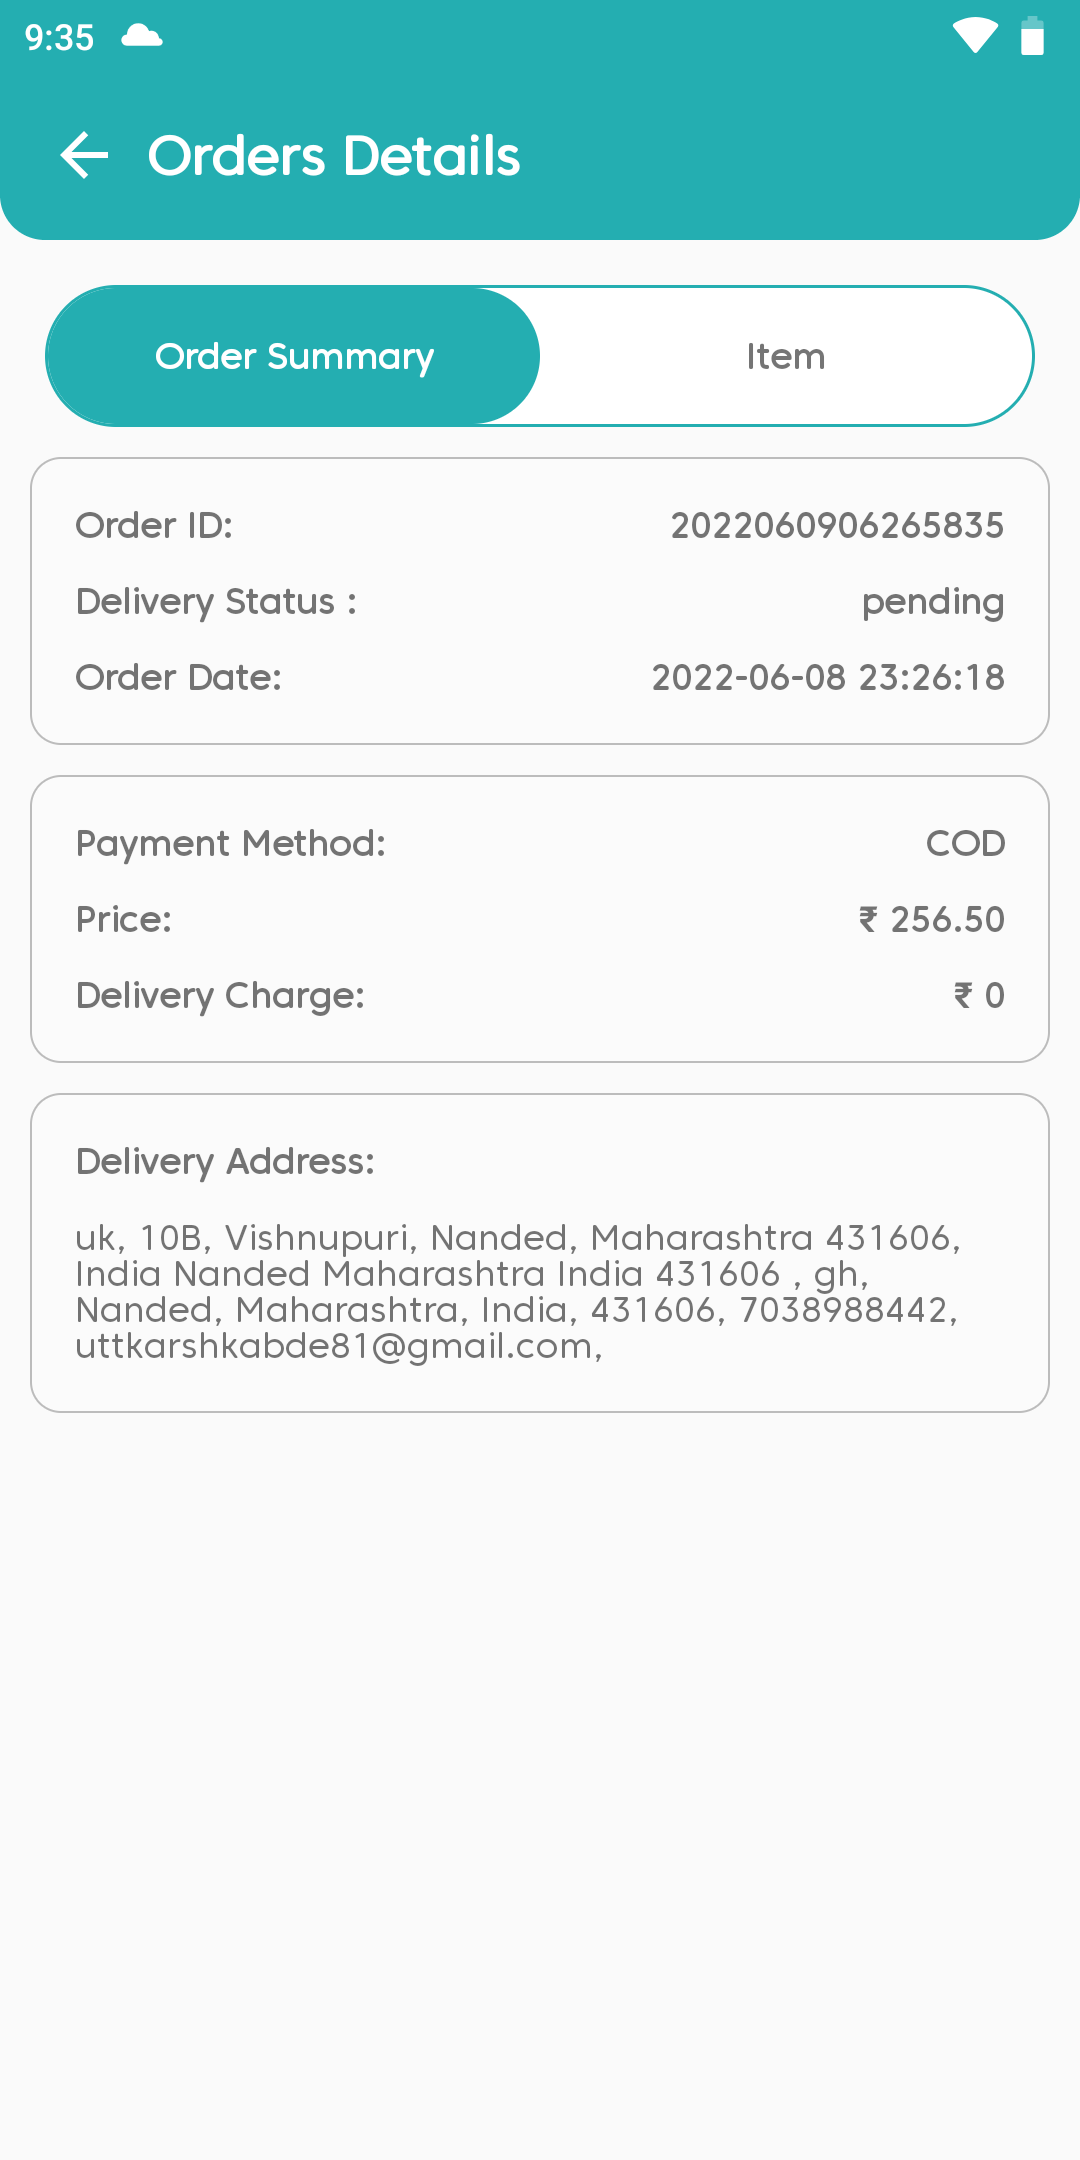 9:35
Orders Details
Order Summary
Item
Order ID: 2022060906265835
Delivery Status : pending
Order Date: 2022-06-08 23:26:18
Payment Method: COD
Price: ₹ 256.50
Delivery Charge: ₹ 0
Delivery Address:
uk, 10B, Vishnupuri, Nanded, Maharashtra 431606,
India Nanded Maharashtra India 431606 , gh,
Nanded, Maharashtra, India, 431606, 7038988442,
uttkarshkabde81@gmail.com,